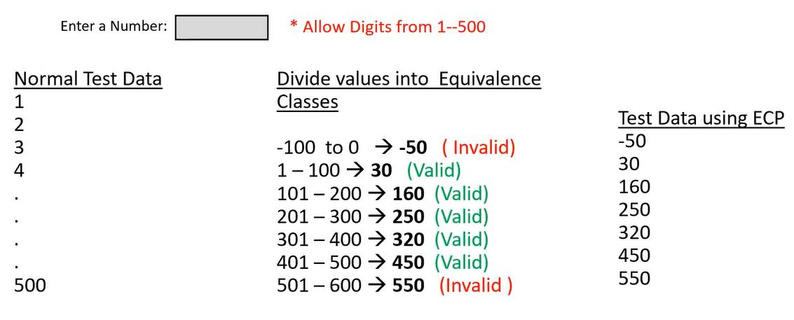 Enter a Number: * Allow Digits from 1--500
Normal Test Data
1
2
3
4
.
.
.
.
500
Divide values into Equivalence
Classes
-100 to 0 → -50 ( Invalid)
1 – 100 → 30 (Valid)
101 – 200 → 160 (Valid)
201 – 300 → 250 (Valid)
301 – 400 → 320 (Valid)
401 – 500 → 450 (Valid)
501 – 600 → 550 (Invalid )
Test Data using ECP
-50
30
160
250
320
450
550